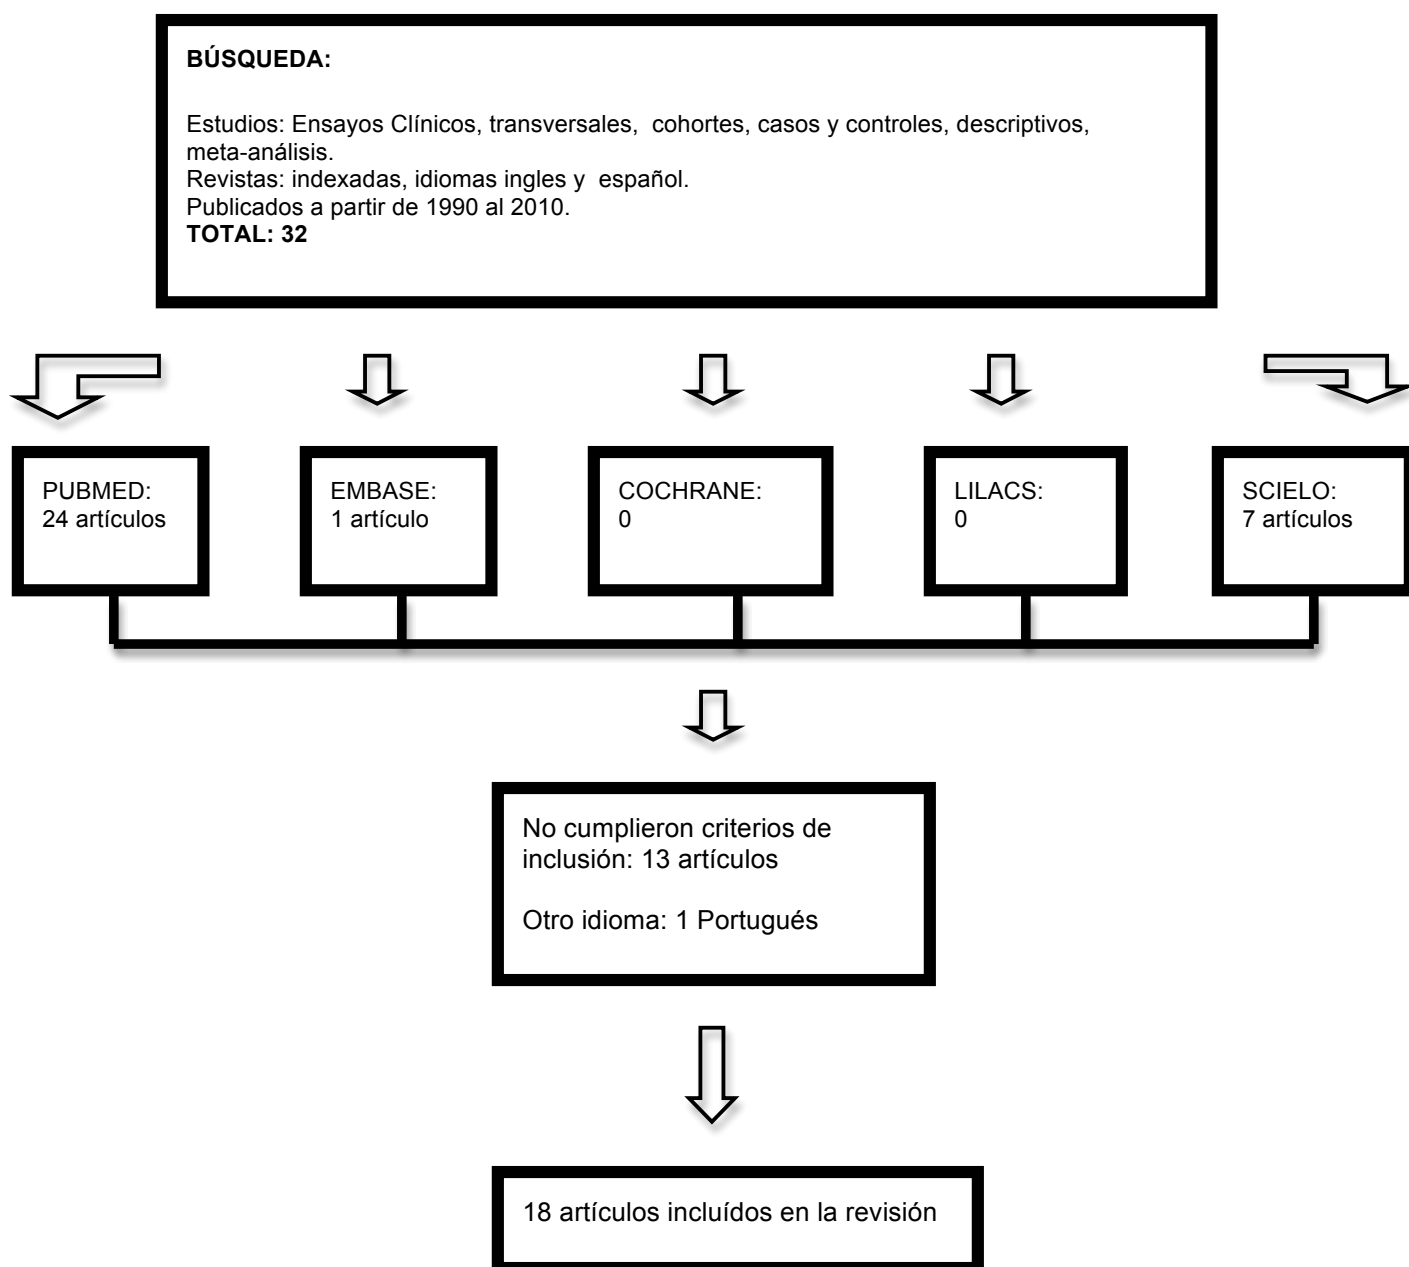 BÚSQUEDA:
Estudios: Ensayos Clínicos, transversales, cohortes, casos y controles, descriptivos,
meta-análisis.
Revistas: indexadas, idiomas ingles y español.
Publicados a partir de 1990 al 2010.
TOTAL: 32
PUBMED:
24 artículos
EMBASE:
1 artículo
COCHRANE:
0
LILACS:
0
SCIELO:
7 artículos
No cumplieron criterios de
inclusión: 13 artículos
Otro idioma: 1 Portugués
18 artículos incluídos en la revisión